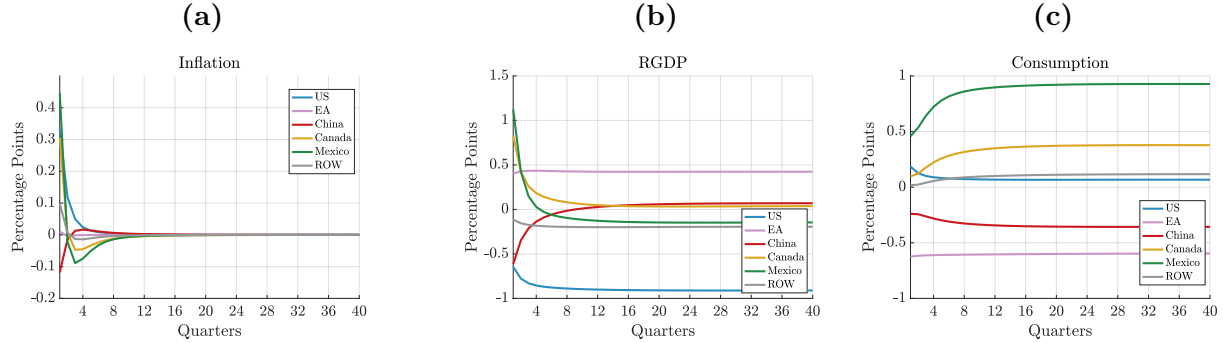 (a)
Inflation
Percentage Points
0.4
0.3
0.2
0.1
0
-0.1
-0.2
4 8 12 16 20 24 28 32 36 40
Quarters
US
EA
China
Canada
Mexico
ROW
(b)
RGDP
Percentage Points
1.5
1
0.5
0
-0.5
-1
4 8 12 16 20 24 28 32 36 40
Quarters
US
EA
China
Canada
Mexico
ROW
(c)
Consumption
Percentage Points
1
0.5
0
-0.5
-1
4 8 12 16 20 24 28 32 36 40
Quarters
US
EA
China
Canada
Mexico
ROW